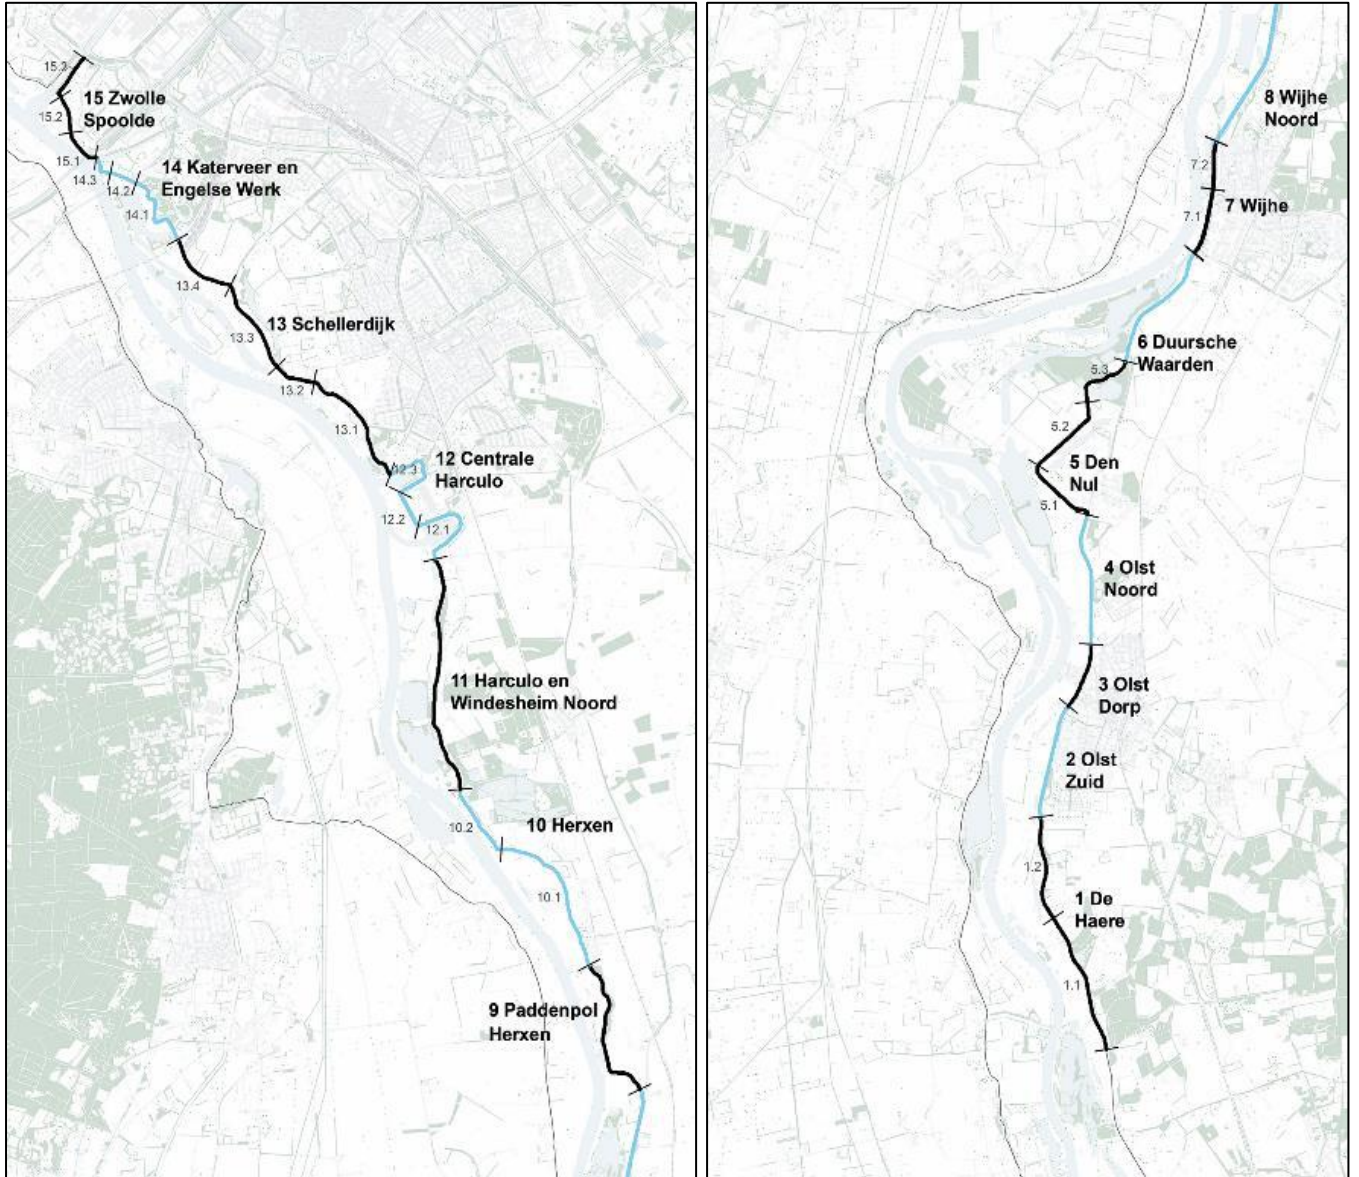 15.3
15 Zwolle
Spoolde
15.2
15.1
14.3
14.2
14.1
14 Katerveer en
Engelse Werk
13.4
13.3
13 Schellerdijk
13.2
13.1
12.3
12 Centrale
Harculo
12.2
12.1
11 Harculo en
Windesheim Noord
10.2
10 Herxen
10.1
9 Paddenpol
Herxen
8 Wijhe
Noord
7.2
7 Wijhe
7.1
6 Duursche
Waarden
5.3
5.2
5 Den
Nul
5.1
4 Olst
Noord
3 Olst
Dorp
2 Olst
Zuid
1.2
1 De
Haere
1.1